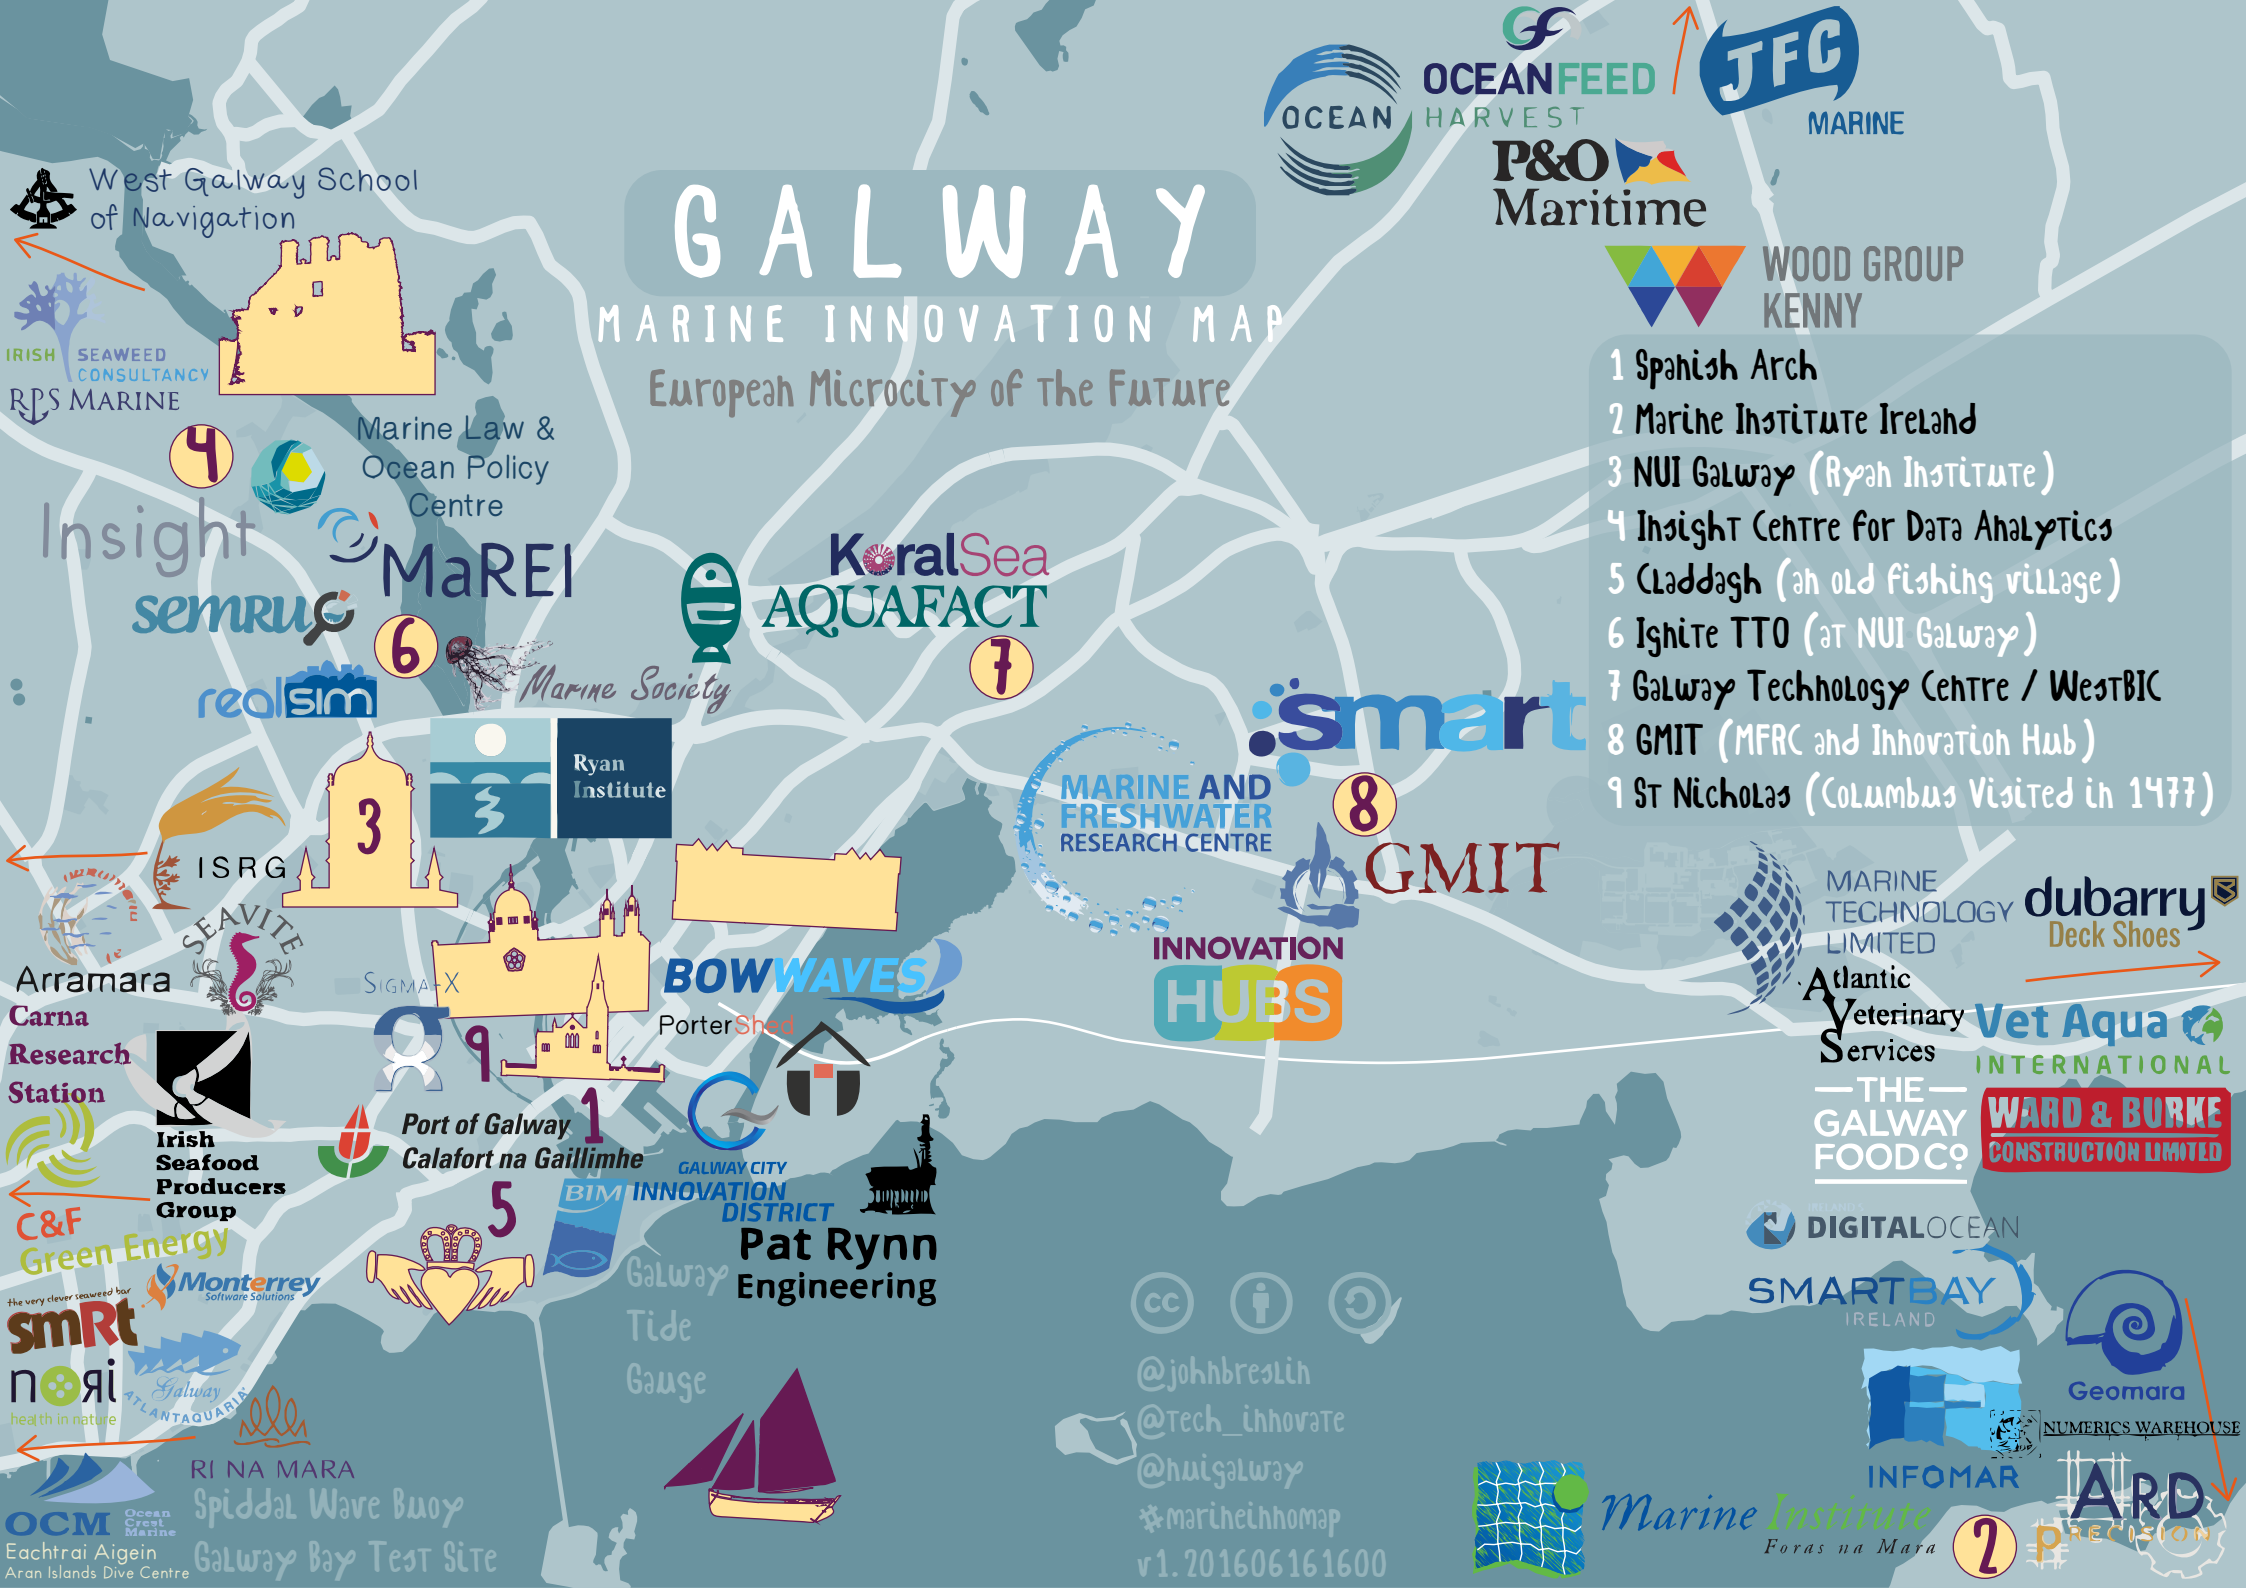 GALWAY
MARINE INNOVATION MAP
European Microcity of the Future
OCEAN
OCEANFEED
HARVEST
JFC
MARINE
P&O
Maritime
WOOD GROUP
KENNY
1 Spanish Arch
2 Marine Institute Ireland
3 NUI Galway (Ryan Institute)
4 Insight Centre for Data Analytics
5 Claddagh (an old fishing village)
6 Ignite TTO (at NUI Galway)
7 Galway Technology Centre / WestBIC
8 GMIT (MFRC and Innovation Hub)
9 St Nicholas (Columbus Visited in 1477)
West Galway School
of Navigation
IRISH SEAWEED
CONSULTANCY
RPS MARINE
4
Marine Law &
Ocean Policy
Centre
Insight
MaREI
semRU
6
realsim
Marine Society
KoralSea
AQUAFACT
7
Ryan
Institute
3
smart
MARINE AND
FRESHWATER
RESEARCH CENTRE
8
GMIT
INNOVATION
HUBS
ISRG
SEAVITE
Arramara
Carna
Research
Station
SIGMA-X
9
BOWWAVES
PorterShed
Irish
Seafood
Producers
Group
1
Port of Galway
Calafort na Gaillimhe
GALWAY CITY
INNOVATION
DISTRICT
BIM
5
Pat Rynn
Engineering
C&F
Green Energy
Monterrey
Software Solutions
the very clever seaweed bar
smRt
nori
health in nature
Galway
ATLANTAQUARIA
RI NA MARA
OCM
Ocean
Crest
Marine
Eachtrai Aigein
Aran Islands Dive Centre
Spiddal Wave Buoy
Galway Bay Test Site
Galway
Tide
Gauge
cc
@johnbreslin
@tech_innovate
@nuigalway
#marineinnomap
v1.201606161600
MARINE
TECHNOLOGY
LIMITED
dubarry
Deck Shoes
Atlantic
Veterinary
Services
Vet Aqua
INTERNATIONAL
THE
GALWAY
FOOD Co
WARD & BURKE
CONSTRUCTION LIMITED
IRELAND'S
DIGITALOCEAN
SMARTBAY
IRELAND
Geomara
INFOMAR
NUMERICS WAREHOUSE
ARD
PRECISION
Marine Institute
Foras na Mara
2